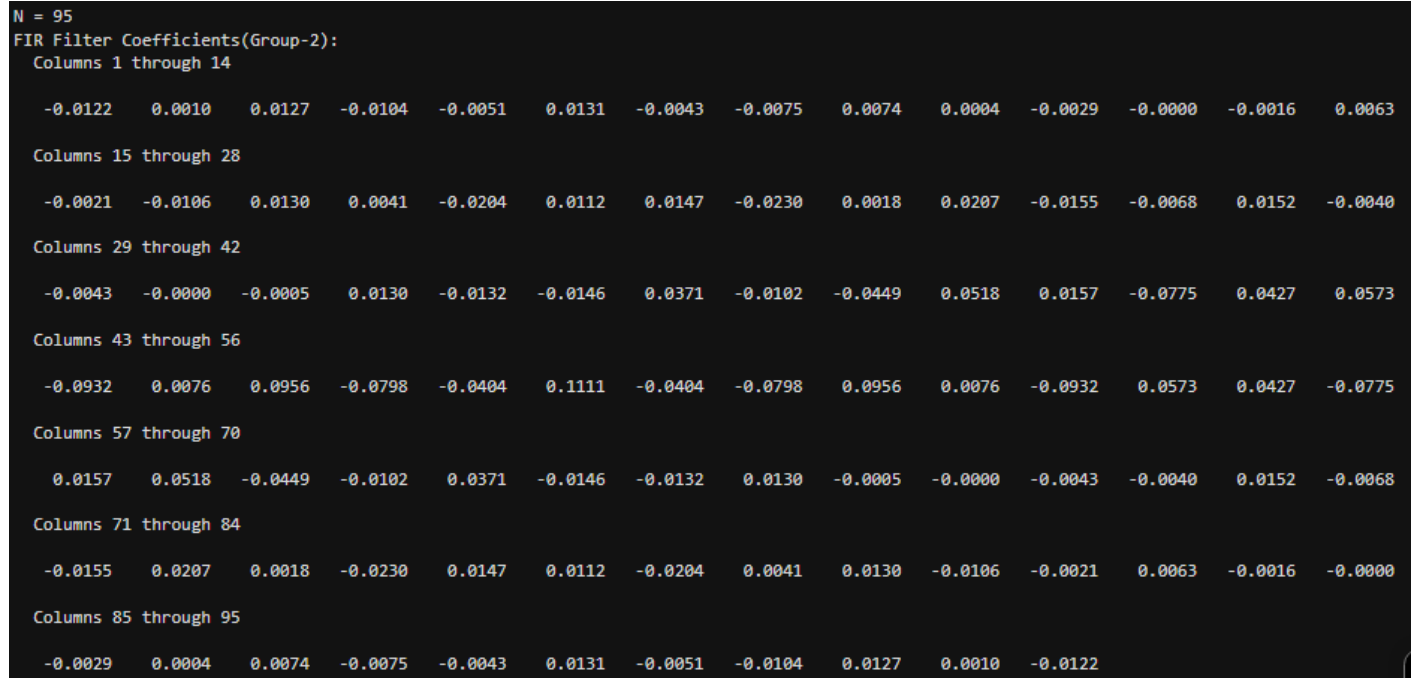 N = 95
FIR Filter Coefficients(Group-2):
Columns 1 through 14
-0.0122 0.0010 0.0127 -0.0104 -0.0051 0.0131 -0.0043 -0.0075 0.0074 0.0004 -0.0029 -0.0000 -0.0016 0.0063
Columns 15 through 28
-0.0021 -0.0106 0.0130 0.0041 -0.0204 0.0112 0.0147 -0.0230 0.0018 0.0207 -0.0155 -0.0068 0.0152 -0.0040
Columns 29 through 42
-0.0043 -0.0000 -0.0005 0.0130 -0.0132 -0.0146 0.0371 -0.0102 -0.0449 0.0518 0.0157 -0.0775 0.0427 0.0573
Columns 43 through 56
-0.0932 0.0076 0.0956 -0.0798 -0.0404 0.1111 -0.0404 -0.0798 0.0956 0.0076 -0.0932 0.0573 0.0427 -0.0775
Columns 57 through 70
0.0157 0.0518 -0.0449 -0.0102 0.0371 -0.0146 -0.0132 0.0130 -0.0005 -0.0000 -0.0043 -0.0040 0.0152 -0.0068
Columns 71 through 84
-0.0155 0.0207 0.0018 -0.0230 0.0147 0.0112 -0.0204 0.0041 0.0130 -0.0106 -0.0021 0.0063 -0.0016 -0.0000
Columns 85 through 95
-0.0029 0.0004 0.0074 -0.0075 -0.0043 0.0131 -0.0051 -0.0104 0.0127 0.0010 -0.0122